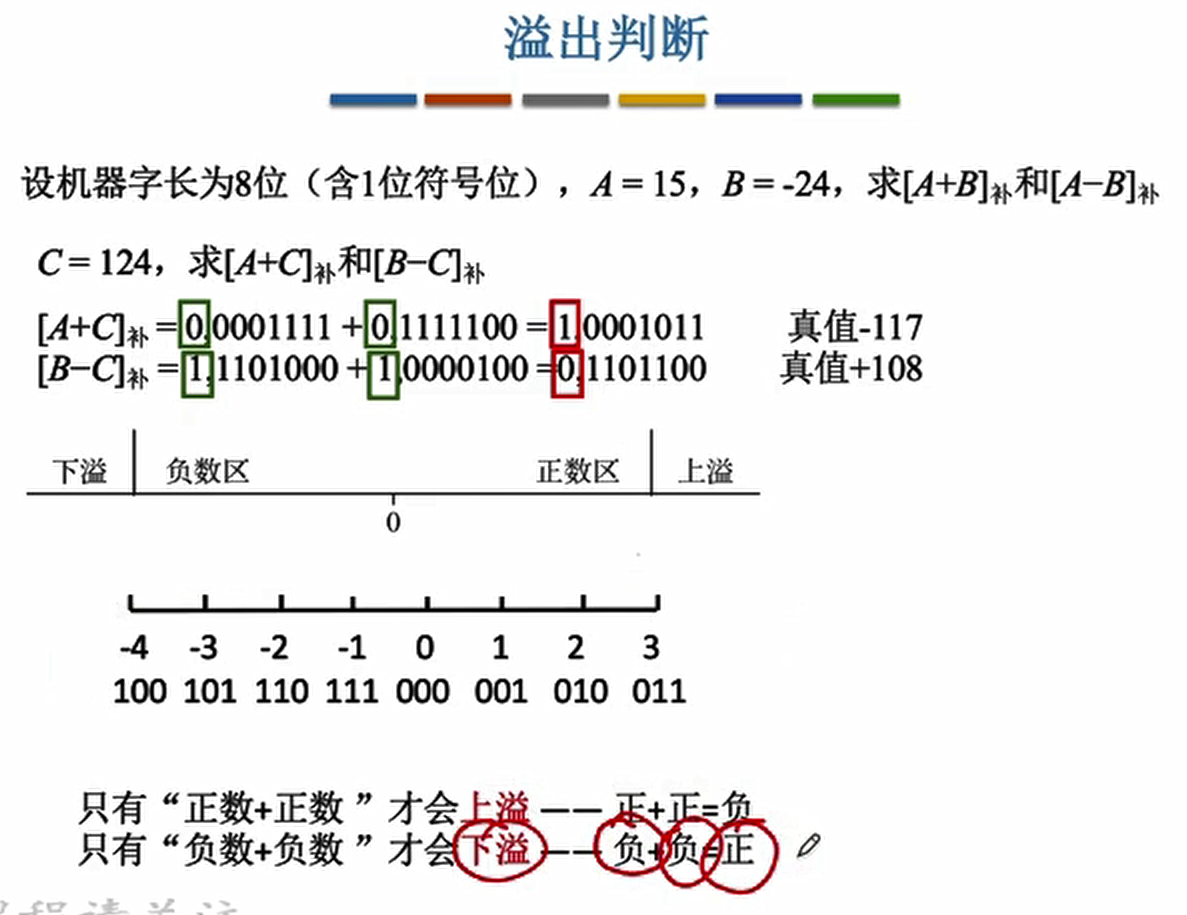 溢出判断
设机器字长为8位（含1位符号位），A = 15，B = -24，求[A+B]补和[A−B]补
C = 124，求[A+C]补和[B−C]补
[A+C]补 = 0,0001111 + 0,1111100 = 1,0001011 真值-117
[B−C]补 = 1,1101000 + 1,0000100 =0,1101100 真值+108
下溢 负数区 正数区 上溢
0
-4 -3 -2 -1 0 1 2 3
100 101 110 111 000 001 010 011
只有“正数+正数 ”才会上溢 —— 正+正=负
只有“负数+负数 ”才会下溢 —— 负+负=正